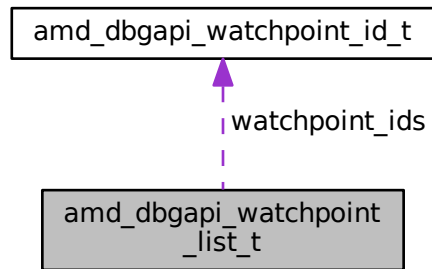 amd_dbgapi_watchpoint_id_t
watchpoint_ids
amd_dbgapi_watchpoint
_list_t